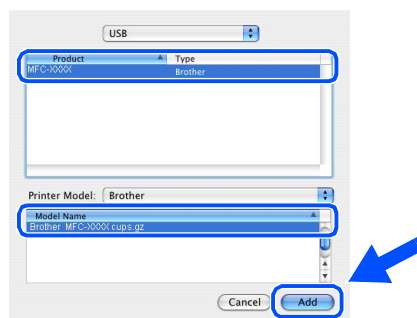 USB
Product Type
MFC-XXXX Brother
Printer Model: Brother
Model Name
Brother MFC-XXXX cups.gz
Cancel Add